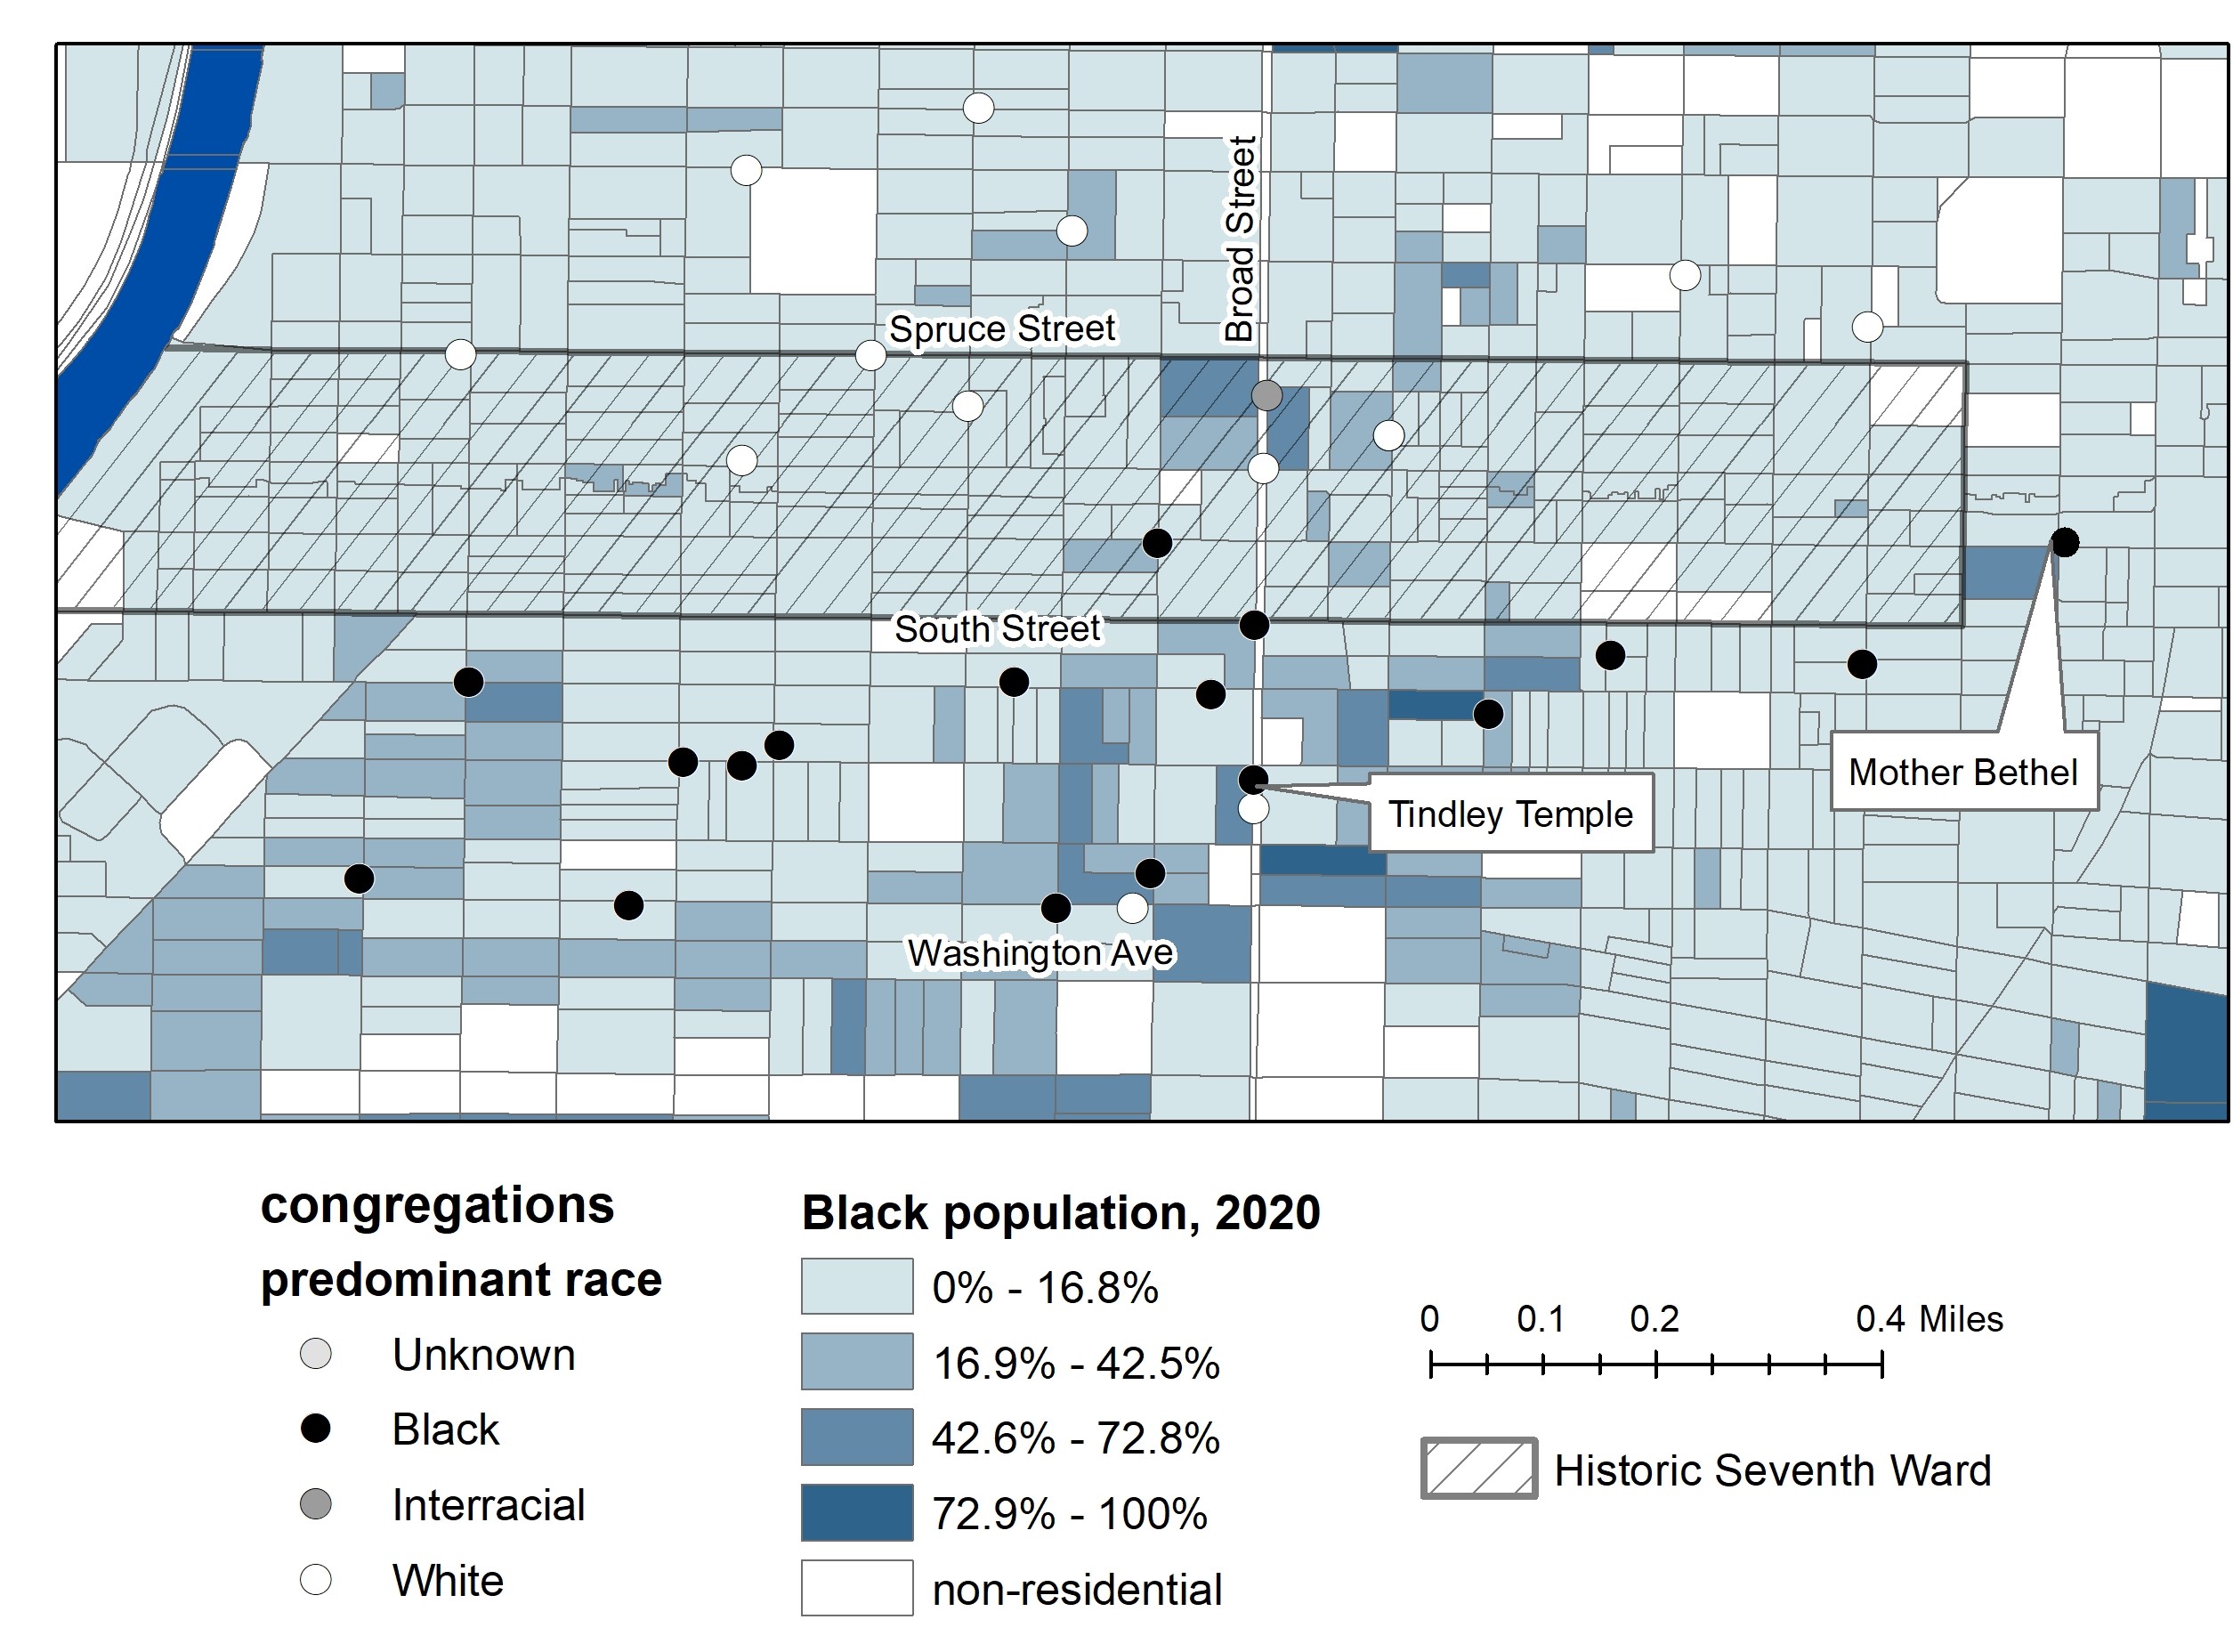 Broad Street
Spruce Street
South Street
Mother Bethel
Tindley Temple
Washington Ave
congregations
predominant race
Unknown
Black
Interracial
White
Black population, 2020
0% - 16.8%
16.9% - 42.5%
42.6% - 72.8%
72.9% - 100%
non-residential
0 0.1 0.2 0.4 Miles
Historic Seventh Ward